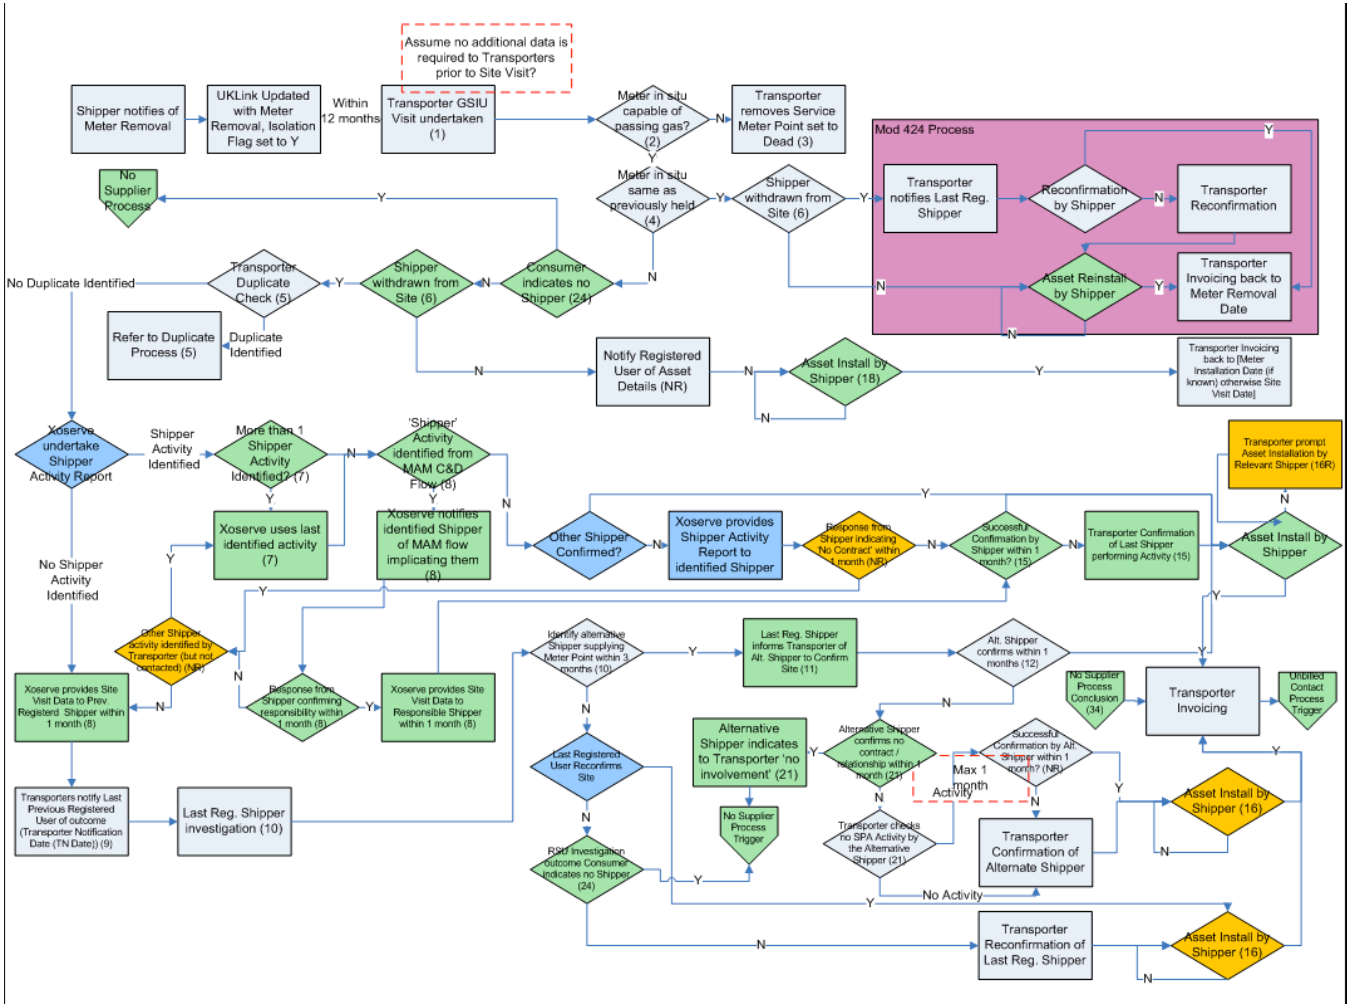 Assume no additional data is
required to Transporters
prior to Site Visit?
Shipper notifies of
Meter Removal
UKLink Updated
with Meter
Removal, Isolation
Flag set to Y
Within
12 months
Transporter GSIU
Visit undertaken
(1)
Meter in situ
capable of
passing gas?
(2)
N
Transporter
removes Service
Meter Point set to
Dead (3)
Y
Meter in situ
same as
previously held
(4)
Y
Shipper
withdrawn from
Site (6)
Y
Mod 424 Process
Transporter
notifies Last Reg.
Shipper
Reconfirmation
by Shipper
Y
N
Transporter
Reconfirmation
N
Asset Reinstall
by Shipper
Y
N
Transporter
Invoicing back to
Meter Removal
Date
No
Supplier
Process
Y
N
Consumer
indicates no
Shipper (24)
N
Shipper
withdrawn from
Site (6)
Y
Transporter
Duplicate
Check (5)
No Duplicate Identified
Refer to Duplicate
Process (5)
Duplicate
Identified
N
Notify Registered
User of Asset
Details (NR)
N
Asset Install by
Shipper (18)
N
Y
Transporter Invoicing
back to [Meter
Installation Date (if
known) otherwise Site
Visit Date]
Xoserve
undertake
Shipper
Activity Report
Shipper
Activity
Identified
More than 1
Shipper
Activity
Identified? (7)
N
Y
'Shipper'
Activity
identified from
MAM C&D
Flow (8)
N
Y
Transporter prompt
Asset Installation by
Relevant Shipper (16R)
N
Xoserve uses last
identified activity
(7)
Xoserve notifies
identified Shipper
of MAM flow
implicating them
(8)
Other Shipper
Confirmed?
Y
N
Xoserve provides
Shipper Activity
Report to
identified Shipper
Response from
Shipper indicating
'No Contract' within
1 month (NR)
N
Y
Successful
Confirmation by
Shipper within 1
month? (15)
N
Transporter Confirmation
of Last Shipper
performing Activity (15)
Asset Install by
Shipper
Y
No Shipper
Activity
Identified
Y
Other Shipper
activity identified by
Transporter (but not
contacted) (NR)
N
N
Xoserve provides Site
Visit Data to Prev.
Registerd Shipper within
1 month (8)
Response from
Shipper confirming
responsibility within
1 month (8)
Y
Xoserve provides Site
Visit Data to
Responsible Shipper
within 1 month (8)
Identify alternative
Shipper supplying
Meter Point within 3
months (10)
Y
N
Last Reg. Shipper
informs Transporter of
Alt. Shipper to Confirm
Site (11)
Alt. Shipper
confirms within 1
months (12)
Y
N
No Supplier
Process
Conclusion
(34)
Transporter
Invoicing
Unbilled
Contact
Process
Trigger
Transporters notify Last
Previous Registered
User of outcome
(Transporter Notification
Date (TN Date)) (9)
Last Reg. Shipper
investigation (10)
Last Registered
User Reconfirms
Site
N
Alternative
Shipper indicates
to Transporter 'no
involvement' (21)
Y
Alternative Shipper
confirms no
contract /
relationship within 1
month (21)
N
Max 1
month
Activity
Successful
Confirmation by Alt.
Shipper within 1
month? (NR)
Y
N
Y
Asset Install by
Shipper (16)
N
No Supplier
Process
Trigger
Transporter checks
no SPA Activity by
the Alternative
Shipper (21)
Transporter
Confirmation of
Alternate Shipper
RSU Investigation
outcome Consumer
indicates no Shipper
(24)
Y
No Activity
Y
N
Transporter
Reconfirmation of
Last Reg. Shipper
Asset Install by
Shipper (16)
N